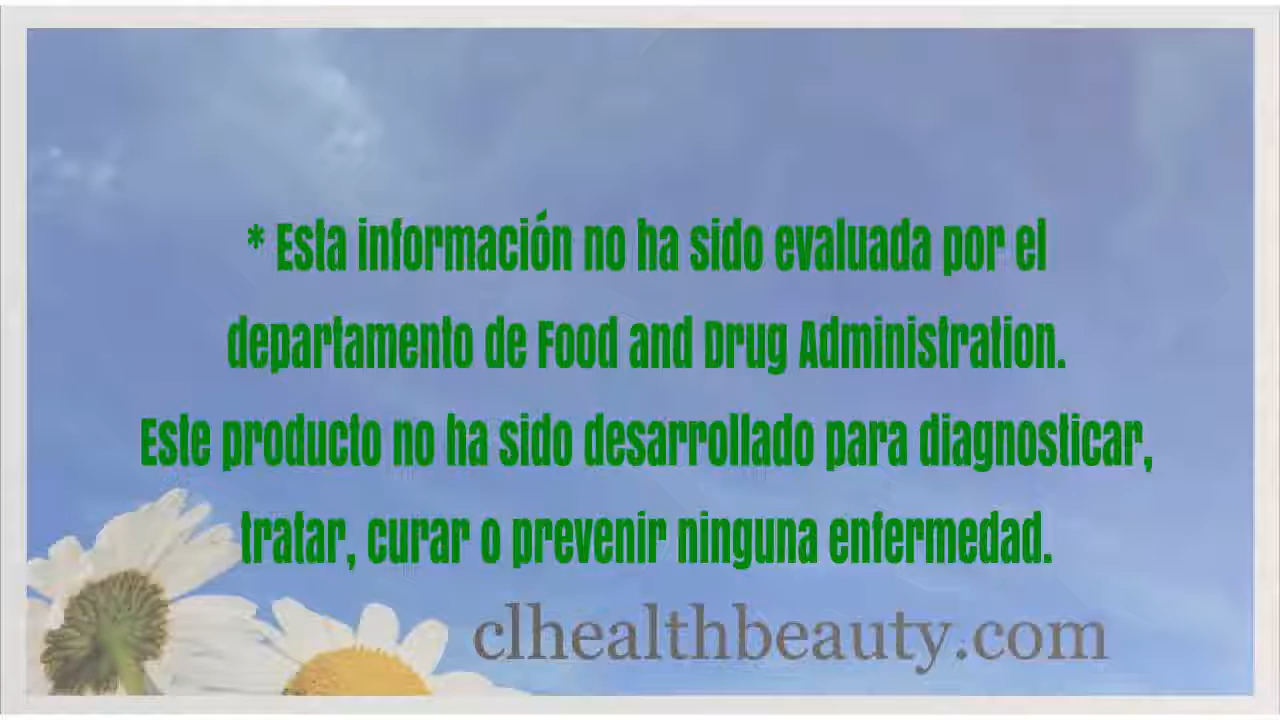 * Esta información no ha sido evaluada por el
departamento de Food and Drug Administration.
Este producto no ha sido desarrollado para diagnosticar,
tratar, curar o prevenir ninguna enfermedad.
clhealthbeauty.com